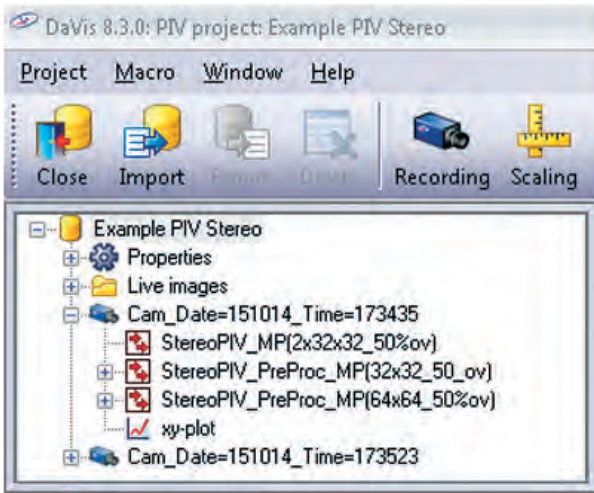 DaVis 8.3.0: PIV project: Example PIV Stereo
Project Macro Window Help
Close Import Export Delete Recording Scaling
Example PIV Stereo
Properties
Live images
Cam_Date=151014_Time=173435
StereoPIV_MP(2x32x32_50%ov)
StereoPIV_PreProc_MP(32x32_50_ov)
StereoPIV_PreProc_MP(64x64_50%ov)
xy-plot
Cam_Date=151014_Time=173523